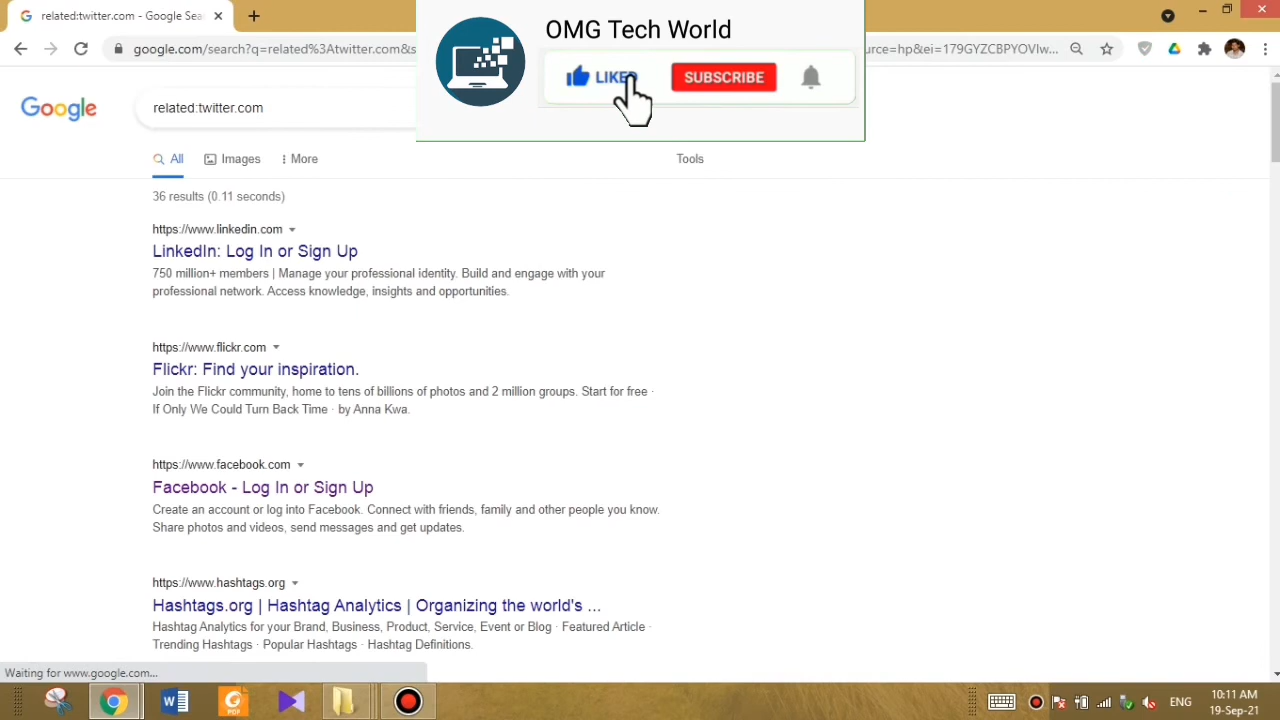 related:twitter.com - Google Sea
OMG Tech World
google.com/search?q=related%3Atwitter.com&s
urce=hp&ei=179GYZCBPYOVlw...
LIKED
SUBSCRIBE
Google
related:twitter.com
All
Images
More
Tools
36 results (0.11 seconds)
https://www.linkedin.com
LinkedIn: Log In or Sign Up
750 million+ members | Manage your professional identity. Build and engage with your
professional network. Access knowledge, insights and opportunities.
https://www.flickr.com
Flickr: Find your inspiration.
Join the Flickr community, home to tens of billions of photos and 2 million groups. Start for free ·
If Only We Could Turn Back Time · by Anna Kwa.
https://www.facebook.com
Facebook - Log In or Sign Up
Create an account or log into Facebook. Connect with friends, family and other people you know.
Share photos and videos, send messages and get updates.
https://www.hashtags.org
Hashtags.org | Hashtag Analytics | Organizing the world's ...
Hashtag Analytics for your Brand, Business, Product, Service, Event or Blog · Featured Article ·
Trending Hashtags · Popular Hashtags · Hashtag Definitions.
Waiting for www.google.com...
PDF
ENG
10:11 AM
19-Sep-21